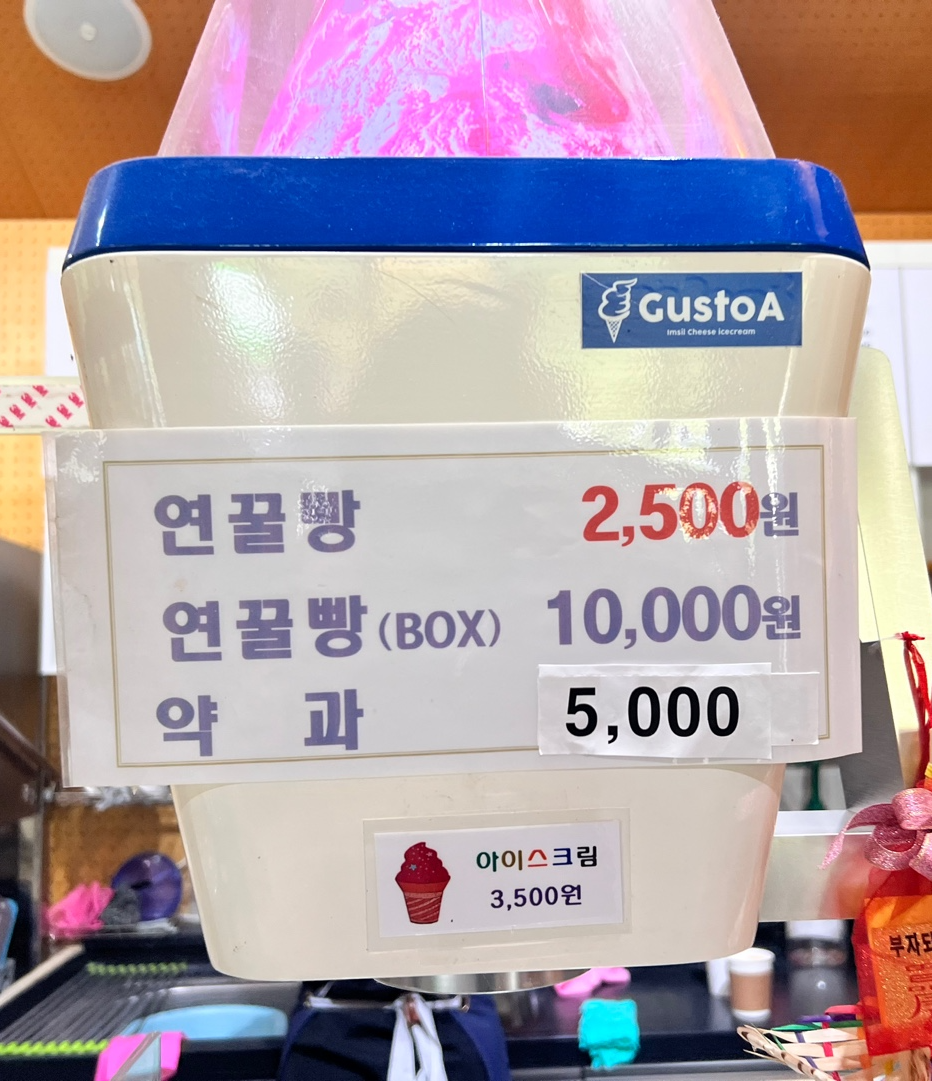 GustoA
Imsil Cheese icecream
연꿀빵 2,500원
연꿀빵(BOX) 10,000원
약 과 5,000
아이스크림
3,500원